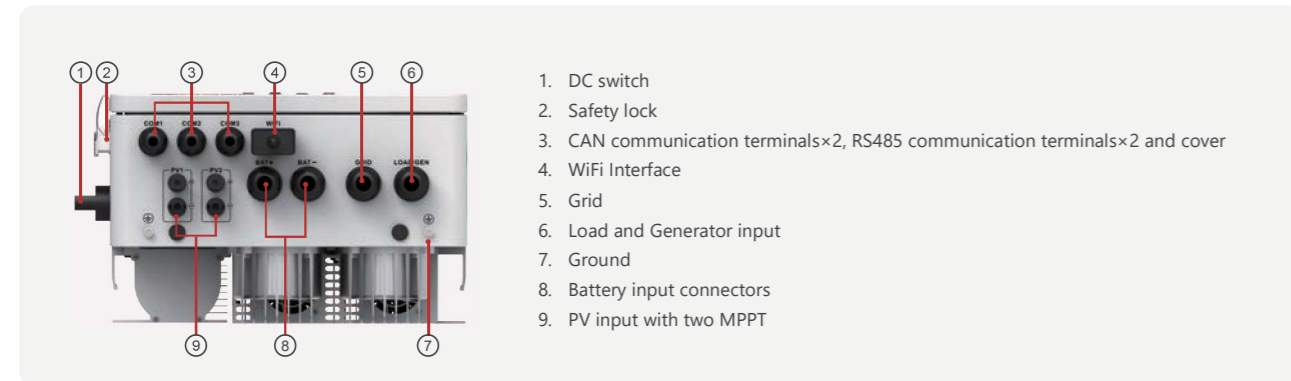 1 2 3 4 5 6
COM1 COM2 COM3 WiFi
BAT+ BAT− GRID LOAD/GEN
PV1 PV2
9 8 7
1. DC switch
2. Safety lock
3. CAN communication terminals×2, RS485 communication terminals×2 and cover
4. WiFi Interface
5. Grid
6. Load and Generator input
7. Ground
8. Battery input connectors
9. PV input with two MPPT